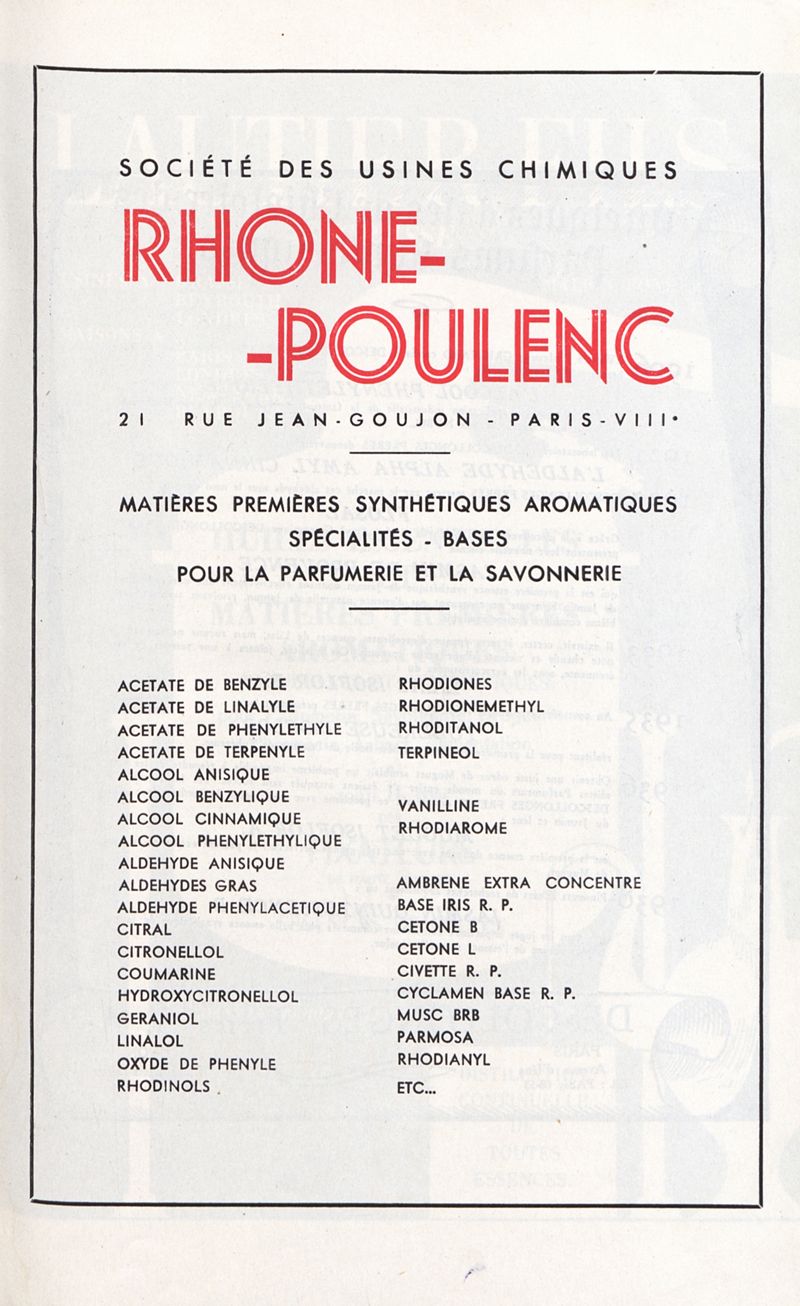 SOCIÉTÉ DES USINES CHIMIQUES
RHONE-
-POULENC
21 RUE JEAN-GOUJON - PARIS-VIIIᵉ
MATIÈRES PREMIÈRES SYNTHÉTIQUES AROMATIQUES
SPÉCIALITÉS - BASES
POUR LA PARFUMERIE ET LA SAVONNERIE
ACETATE DE BENZYLE
ACETATE DE LINALYLE
ACETATE DE PHENYLETHYLE
ACETATE DE TERPENYLE
ALCOOL ANISIQUE
ALCOOL BENZYLIQUE
ALCOOL CINNAMIQUE
ALCOOL PHENYLETHYLIQUE
ALDEHYDE ANISIQUE
ALDEHYDES GRAS
ALDEHYDE PHENYLACETIQUE
CITRAL
CITRONELLOL
COUMARINE
HYDROXYCITRONELLOL
GERANIOL
LINALOL
OXYDE DE PHENYLE
RHODINOLS
RHODIONES
RHODIONEMETHYL
RHODITANOL
TERPINEOL
VANILLINE
RHODIAROME
AMBRENE EXTRA CONCENTRE
BASE IRIS R. P.
CETONE B
CETONE L
CIVETTE R. P.
CYCLAMEN BASE R. P.
MUSC BRB
PARMOSA
RHODIANYL
ETC...